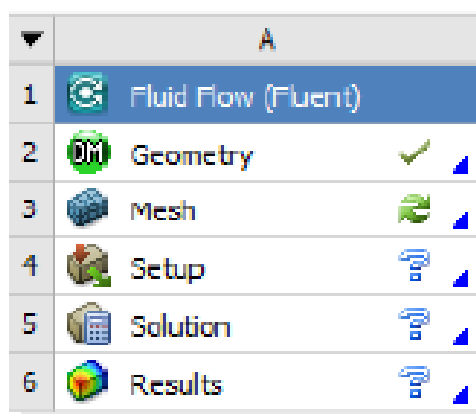 A
1 Fluid Flow (Fluent)
2 DM Geometry
3 Mesh
4 Setup ?
5 Solution ?
6 Results ?